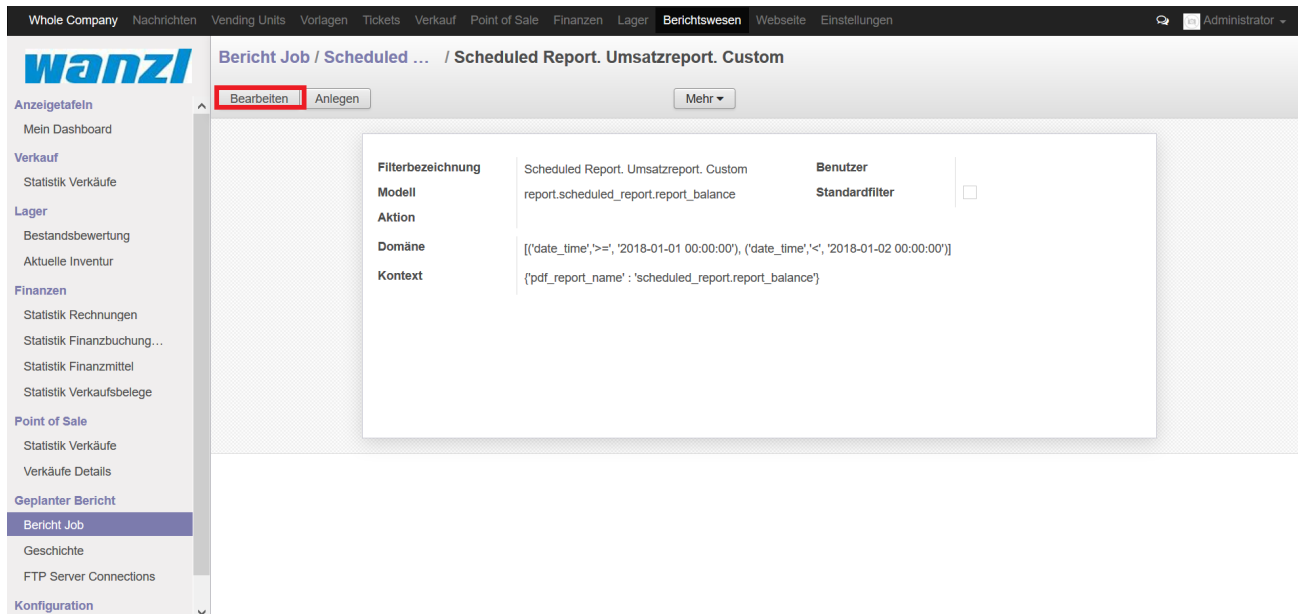 Whole Company Nachrichten Vending Units Vorlagen Tickets Verkauf Point of Sale Finanzen Lager Berichtswesen Webseite Einstellungen Administrator
wanzl
Bericht Job / Scheduled ... / Scheduled Report. Umsatzreport. Custom
Bearbeiten Anlegen Mehr
Anzeigetafeln
Mein Dashboard
Verkauf
Statistik Verkäufe
Lager
Bestandsbewertung
Aktuelle Inventur
Finanzen
Statistik Rechnungen
Statistik Finanzbuchung...
Statistik Finanzmittel
Statistik Verkaufsbelege
Point of Sale
Statistik Verkäufe
Verkäufe Details
Geplanter Bericht
Bericht Job
Geschichte
FTP Server Connections
Konfiguration
Filterbezeichnung Scheduled Report. Umsatzreport. Custom Benutzer
Modell report.scheduled_report.report_balance Standardfilter
Aktion
Domäne [('date_time','>=', '2018-01-01 00:00:00'), ('date_time','<', '2018-01-02 00:00:00')]
Kontext {'pdf_report_name' : 'scheduled_report.report_balance'}